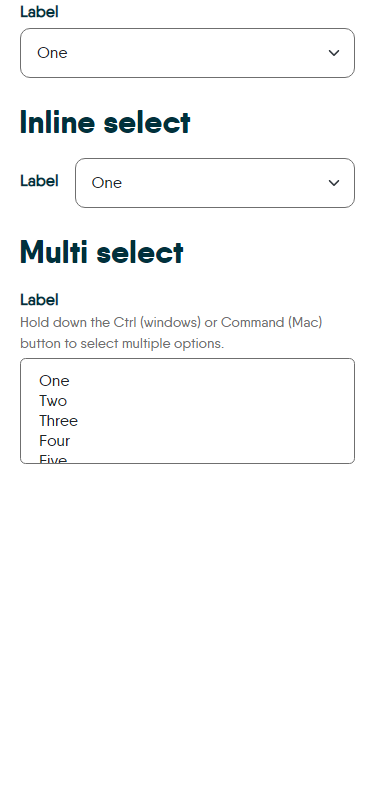 Label
One
Inline select
Label
One
Multi select
Label
Hold down the Ctrl (windows) or Command (Mac)
button to select multiple options.
One
Two
Three
Four
Five